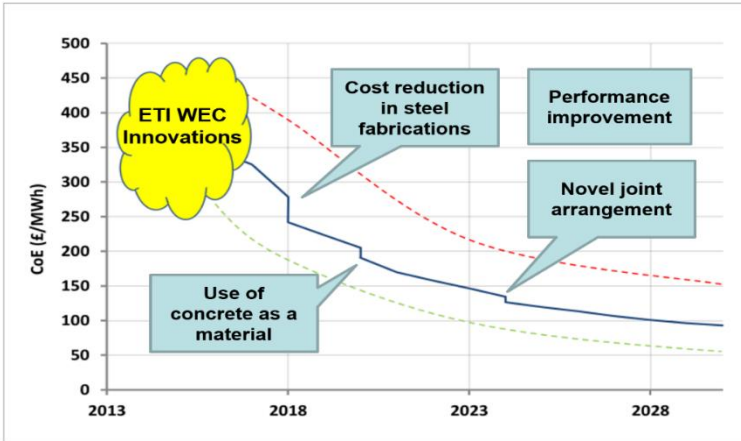 500
450
400
350
300
250
200
150
100
50
0
CoE (£/MWh)
2013
2018
2023
2028
ETI WEC
Innovations
Cost reduction
in steel
fabrications
Performance
improvement
Novel joint
arrangement
Use of
concrete as a
material